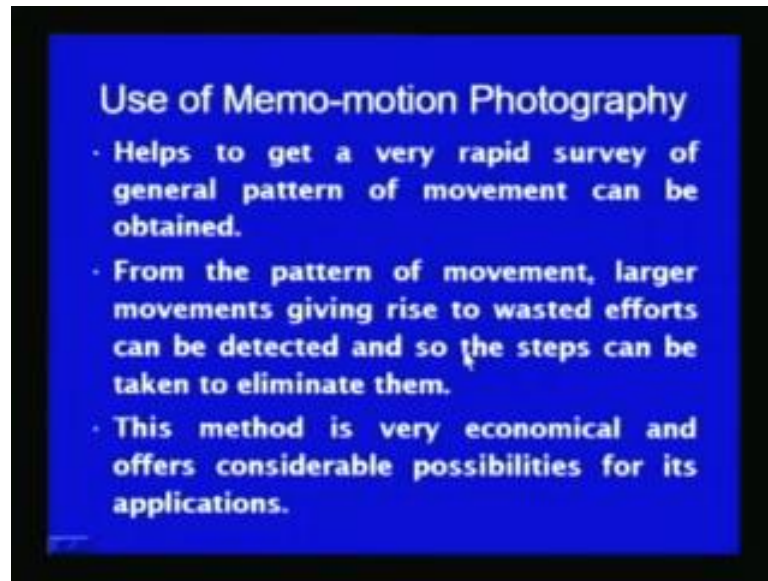 Use of Memo-motion Photography
· Helps to get a very rapid survey of
general pattern of movement can be
obtained.
· From the pattern of movement, larger
movements giving rise to wasted efforts
can be detected and so the steps can be
taken to eliminate them.
· This method is very economical and
offers considerable possibilities for its
applications.